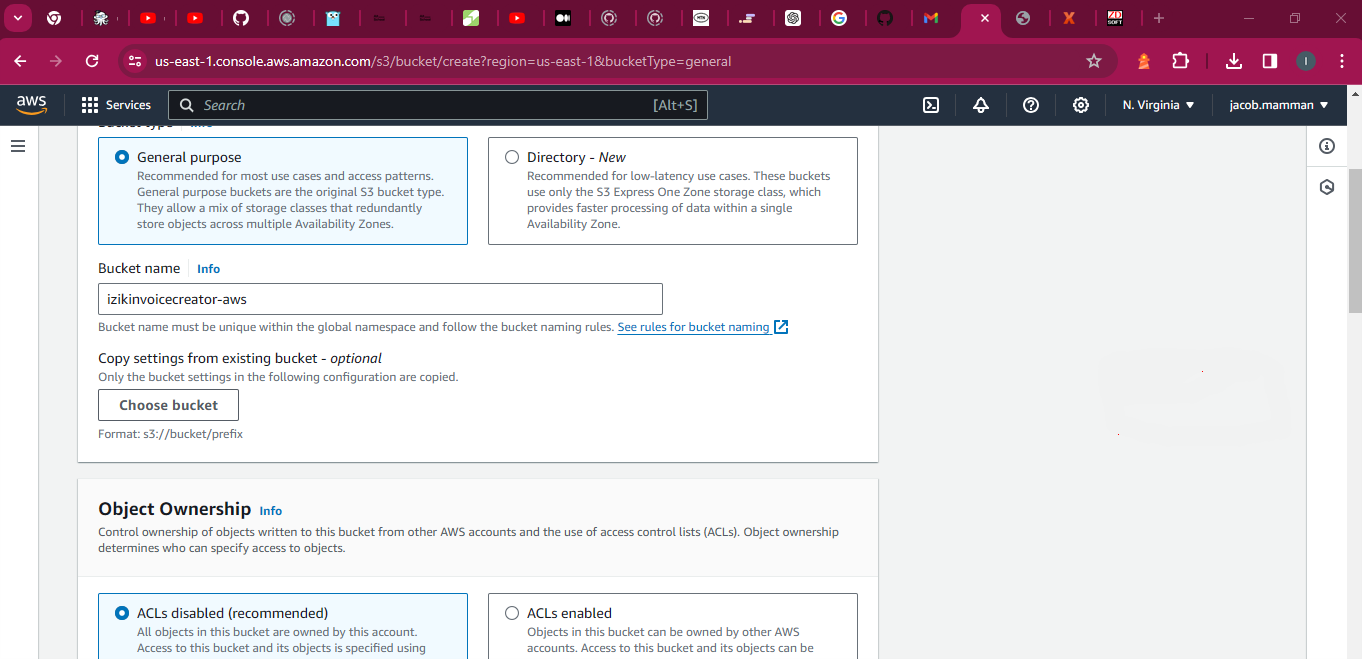 us-east-1.console.aws.amazon.com/s3/bucket/create?region=us-east-1&bucketType=general
aws
Services
Search
[Alt+S]
N. Virginia
jacob.mamman
General purpose
Recommended for most use cases and access patterns.
General purpose buckets are the original S3 bucket type.
They allow a mix of storage classes that redundantly
store objects across multiple Availability Zones.
Directory - New
Recommended for low-latency use cases. These buckets
use only the S3 Express One Zone storage class, which
provides faster processing of data within a single
Availability Zone.
Bucket name
Info
izikinvoicecreator-aws
Bucket name must be unique within the global namespace and follow the bucket naming rules. See rules for bucket naming
Copy settings from existing bucket - optional
Only the bucket settings in the following configuration are copied.
Choose bucket
Format: s3://bucket/prefix
Object Ownership
Info
Control ownership of objects written to this bucket from other AWS accounts and the use of access control lists (ACLs). Object ownership
determines who can specify access to objects.
ACLs disabled (recommended)
All objects in this bucket are owned by this account.
Access to this bucket and its objects is specified using
ACLs enabled
Objects in this bucket can be owned by other AWS
accounts. Access to this bucket and its objects can be